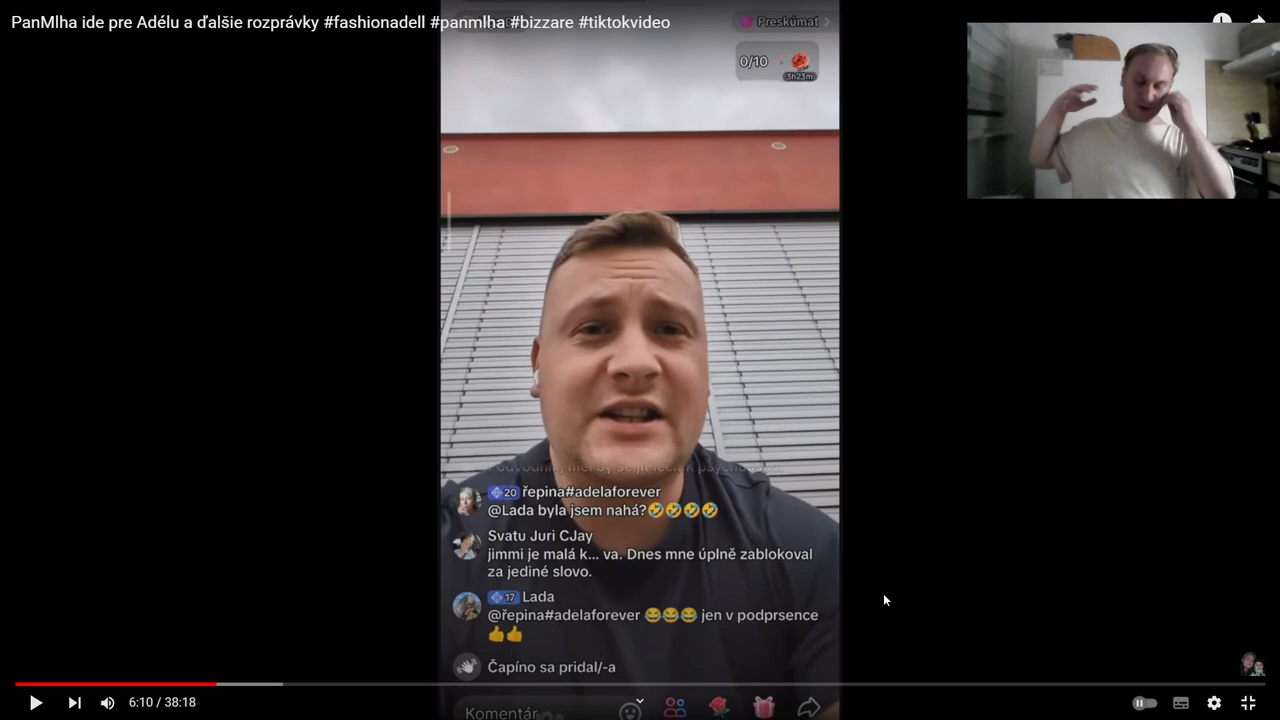 PanMlha ide pre Adélu a ďalšie rozprávky #fashionadell #panmlha #bizzare #tiktokvideo
Preskúmať
0/10
3h23m
20 řepina#adelaforever
@Lada byla jsem nahá?🤣🤣🤣🤣
Svatu Juri CJay
jimmi je malá k... va. Dnes mne úplně zablokoval
za jediné slovo.
17 Lada
@řepina#adelaforever 😂😂😂 jen v podprsence
👍👍
Čapíno sa pridal/-a
Komentár
6:10 / 38:18